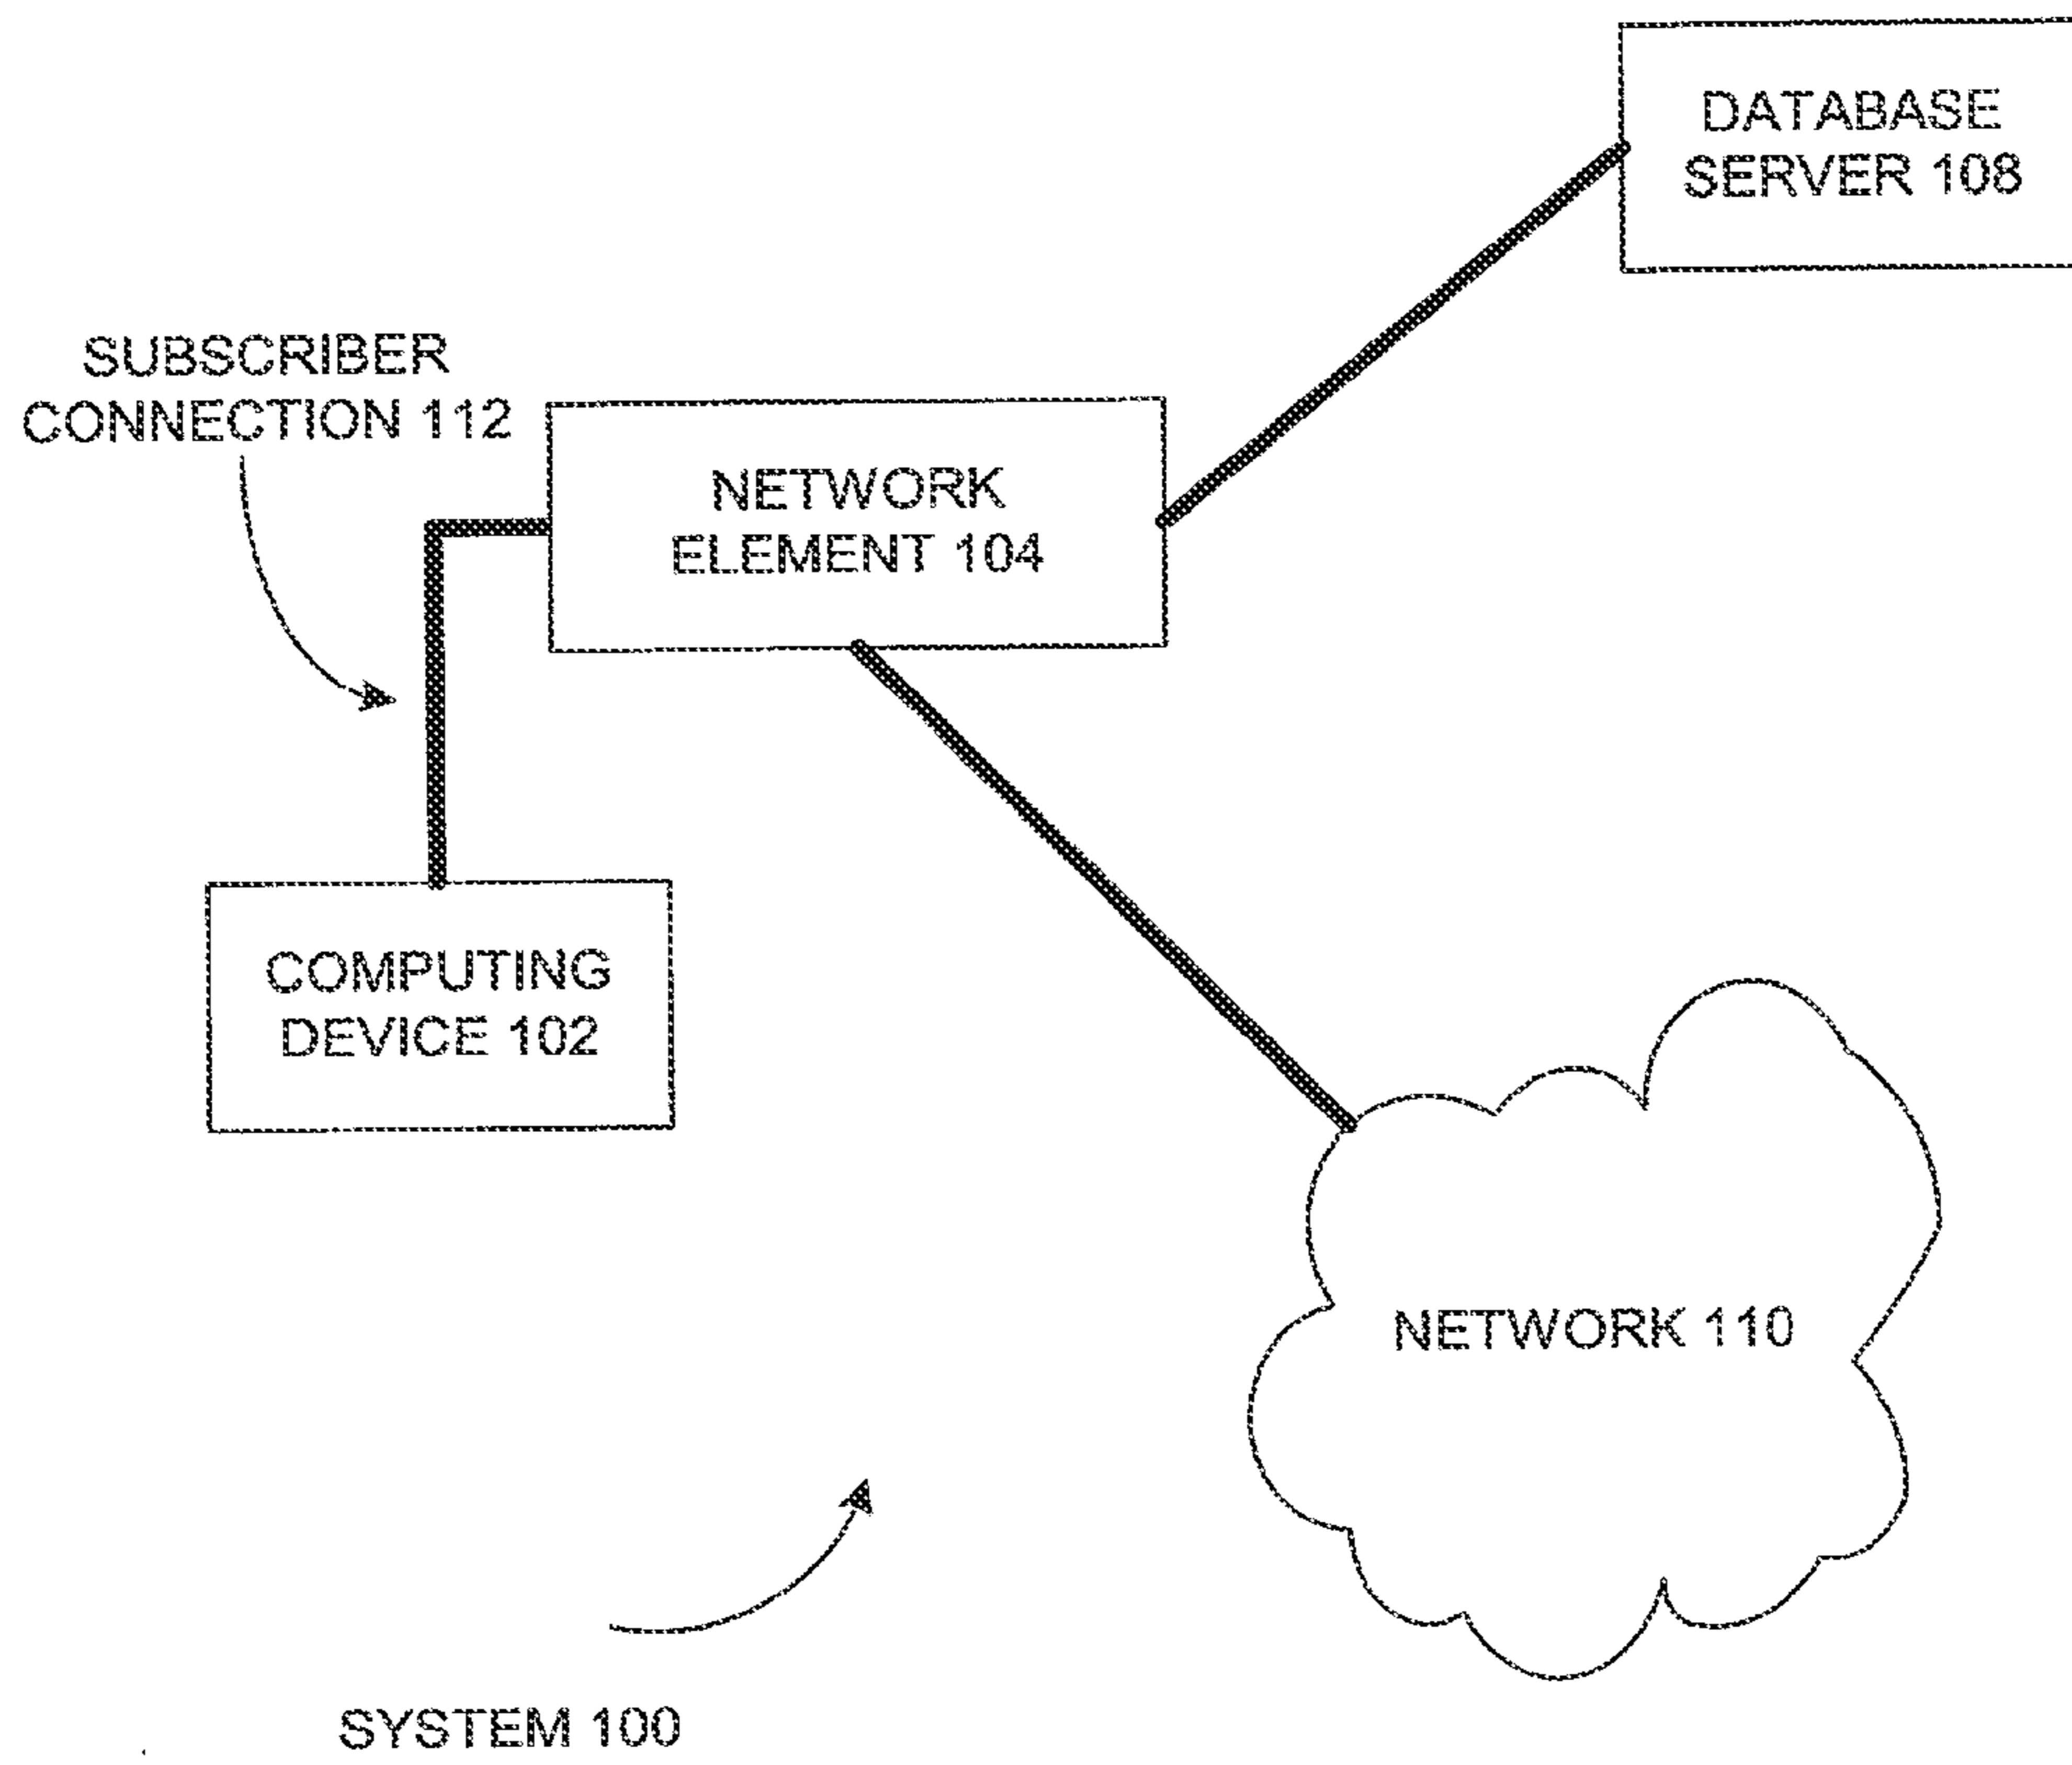 DATABASE
SERVER 108
SUBSCRIBER
CONNECTION 112
NETWORK
ELEMENT 104
COMPUTING
DEVICE 102
NETWORK 110
SYSTEM 100